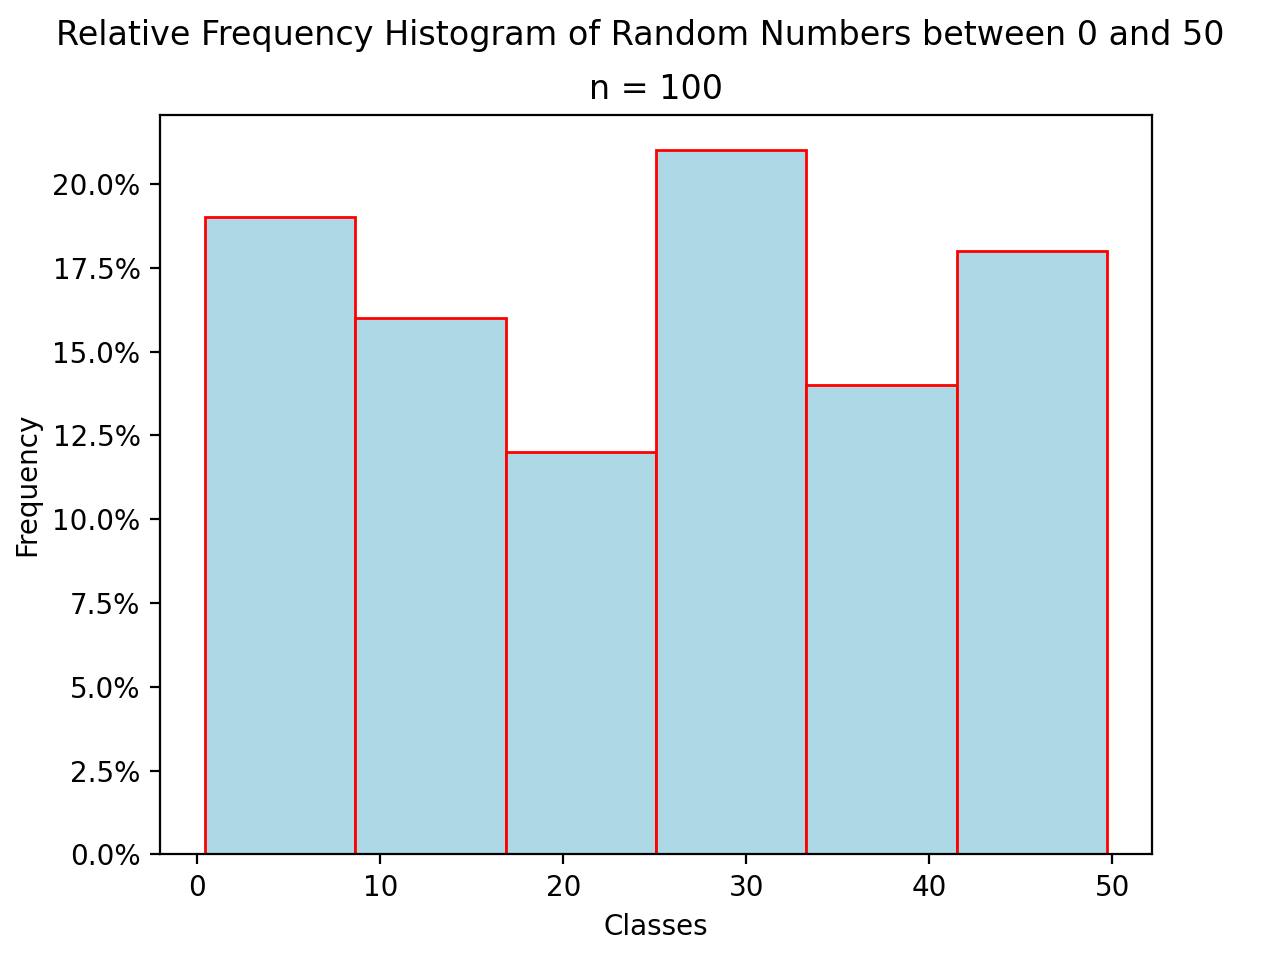 Relative Frequency Histogram of Random Numbers between 0 and 50
n = 100
20.0%
17.5%
15.0%
12.5%
10.0%
7.5%
5.0%
2.5%
0.0%
Frequency
0 10 20 30 40 50
Classes